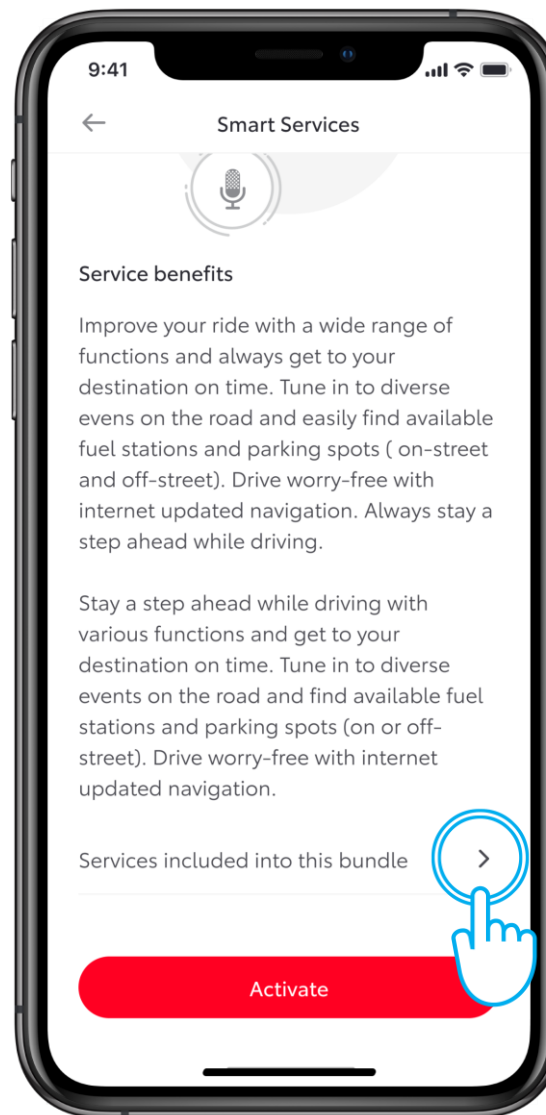 9:41
Smart Services
Service benefits
Improve your ride with a wide range of
functions and always get to your
destination on time. Tune in to diverse
evens on the road and easily find available
fuel stations and parking spots ( on-street
and off-street). Drive worry-free with
internet updated navigation. Always stay a
step ahead while driving.
Stay a step ahead while driving with
various functions and get to your
destination on time. Tune in to diverse
events on the road and find available fuel
stations and parking spots (on or off-
street). Drive worry-free with internet
updated navigation.
Services included into this bundle
Activate